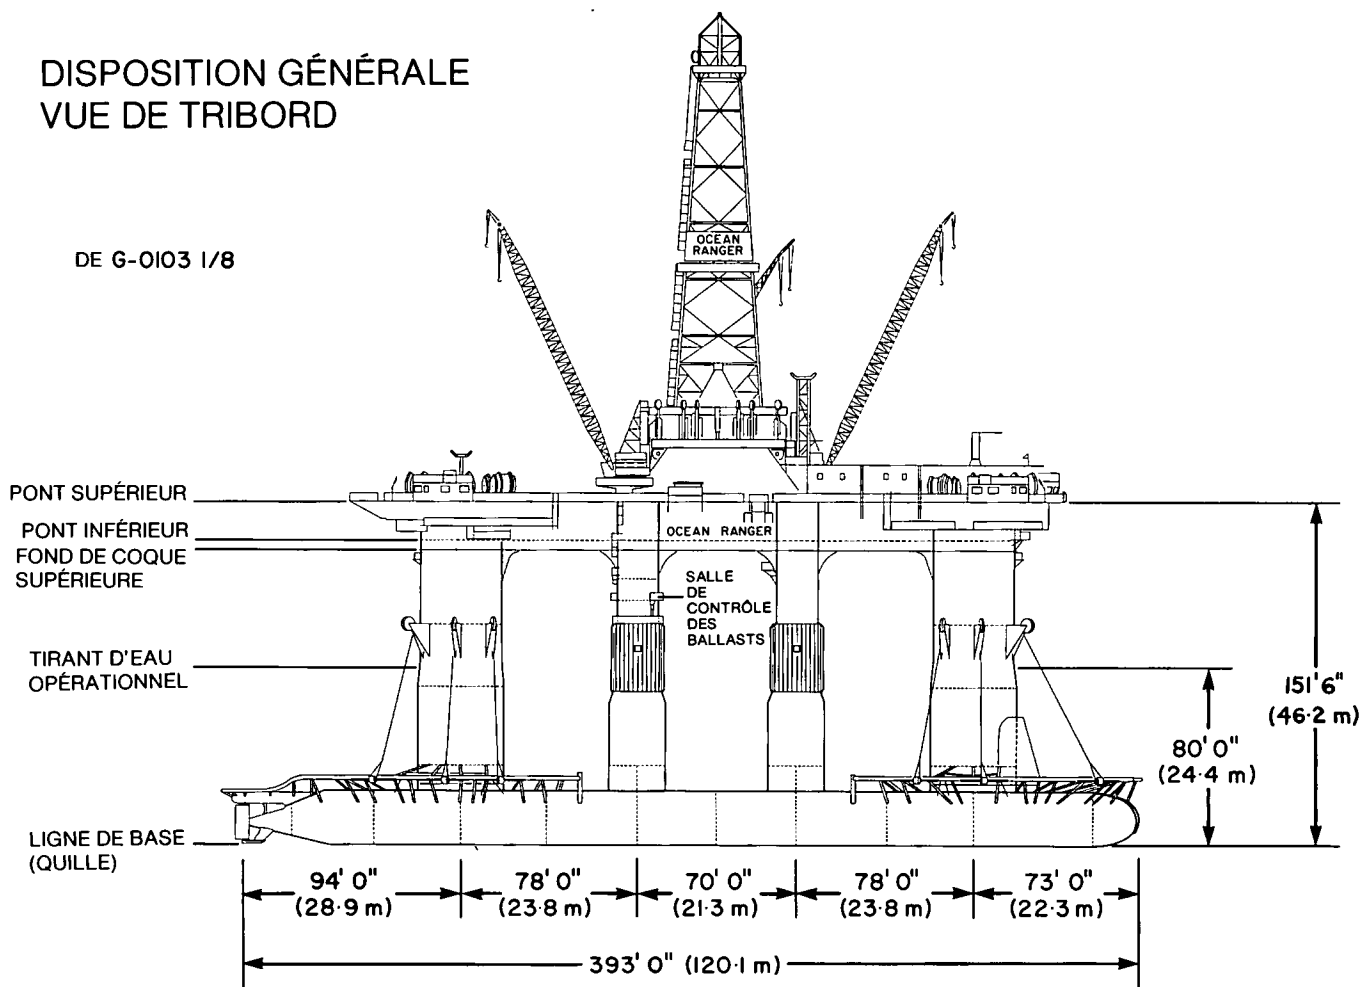 DISPOSITION GÉNÉRALE
VUE DE TRIBORD
DE G-0103 1/8
OCEAN
RANGER
PONT SUPÉRIEUR
PONT INFÉRIEUR
FOND DE COQUE
SUPÉRIEURE
OCEAN RANGER
SALLE
DE
CONTRÔLE
DES
BALLASTS
TIRANT D'EAU
OPÉRATIONNEL
151' 6"
(46·2 m)
80' 0"
(24·4 m)
LIGNE DE BASE
(QUILLE)
94' 0"
(28·9 m)
78' 0"
(23·8 m)
70' 0"
(21·3 m)
78' 0"
(23·8 m)
73' 0"
(22·3 m)
393' 0" (120·1 m)